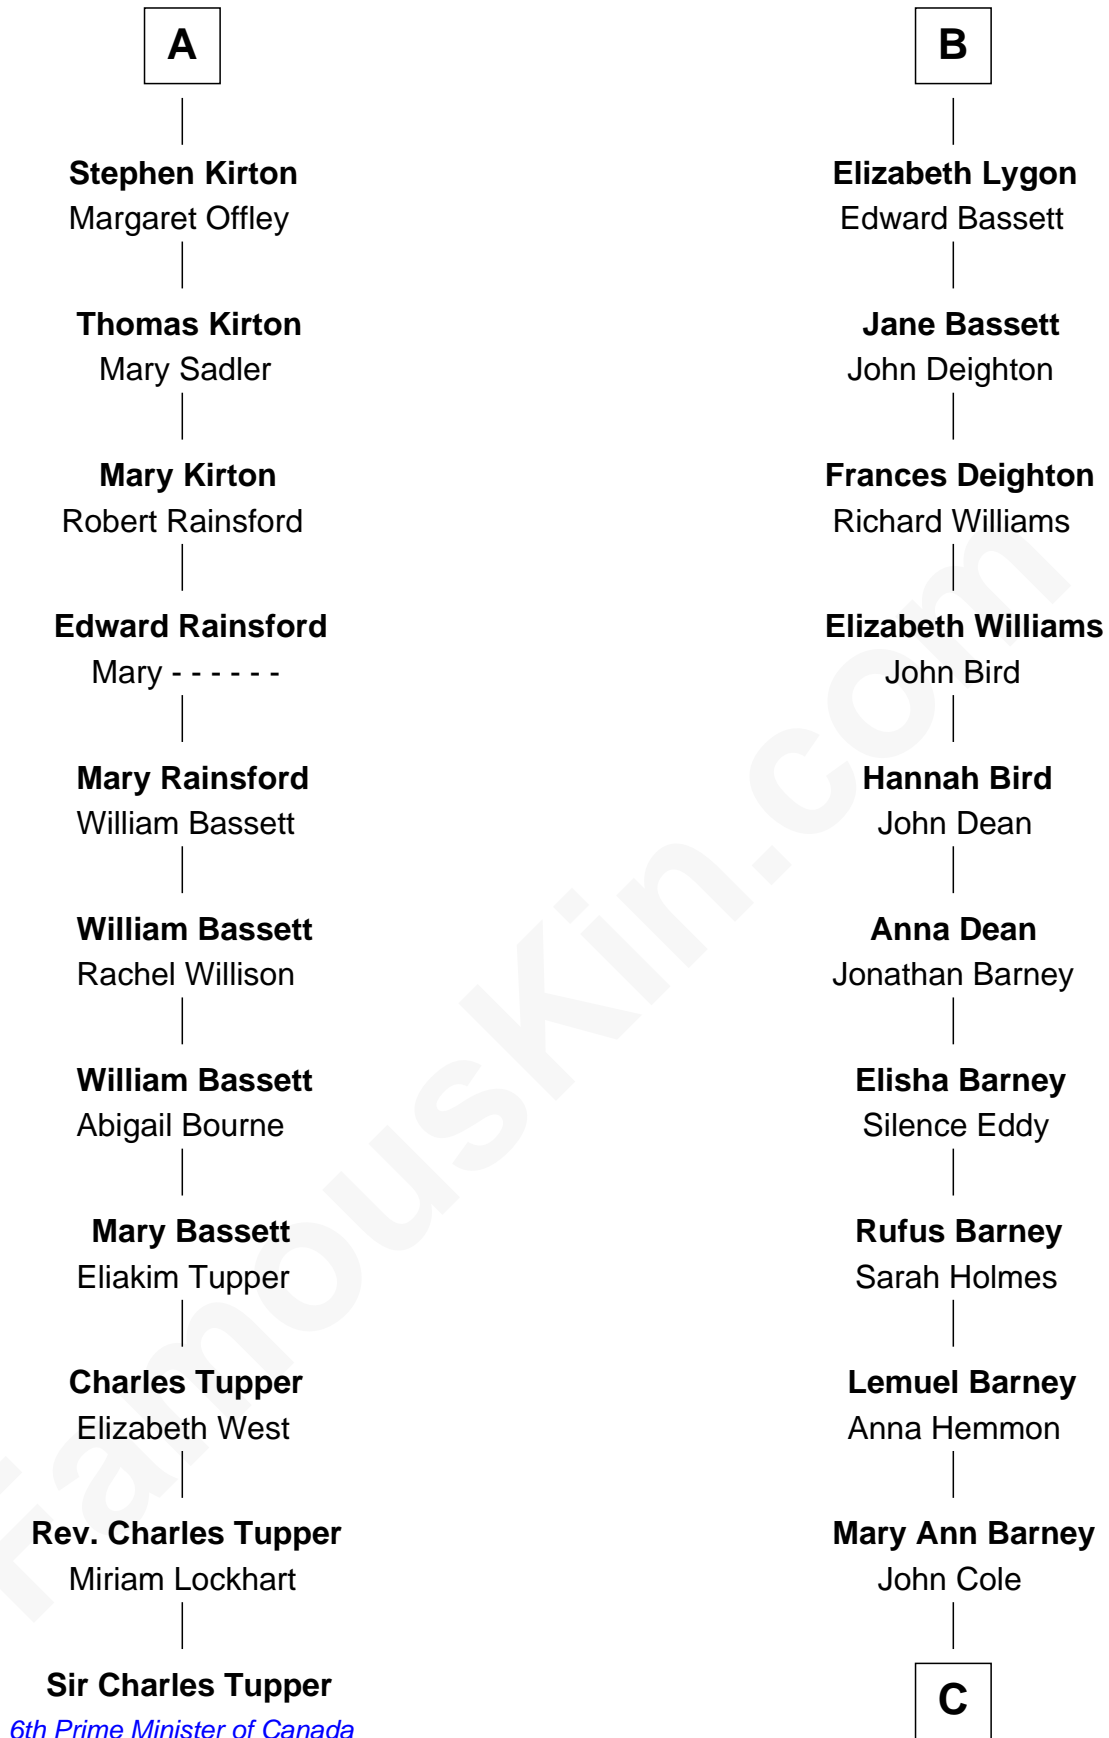 A
Stephen Kirton
Margaret Offley
Thomas Kirton
Mary Sadler
Mary Kirton
Robert Rainsford
Edward Rainsford
Mary - - - - - -
Mary Rainsford
William Bassett
William Bassett
Rachel Willison
William Bassett
Abigail Bourne
Mary Bassett
Eliakim Tupper
Charles Tupper
Elizabeth West
Rev. Charles Tupper
Miriam Lockhart
Sir Charles Tupper
6th Prime Minister of Canada
B
Elizabeth Lygon
Edward Bassett
Jane Bassett
John Deighton
Frances Deighton
Richard Williams
Elizabeth Williams
John Bird
Hannah Bird
John Dean
Anna Dean
Jonathan Barney
Elisha Barney
Silence Eddy
Rufus Barney
Sarah Holmes
Lemuel Barney
Anna Hemmon
Mary Ann Barney
John Cole
C
FamousKin.com